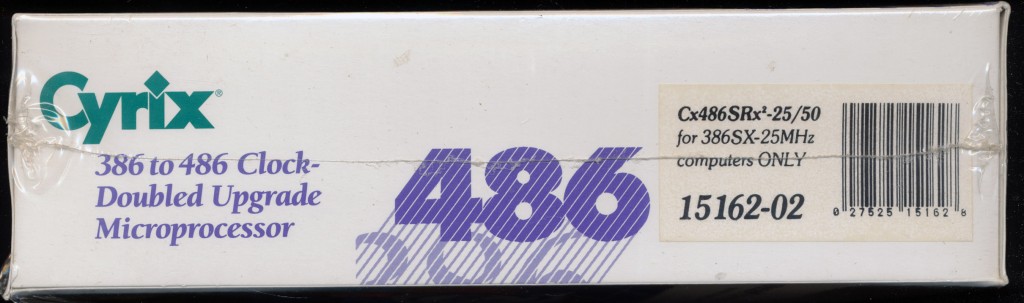 Cyrix®
386 to 486 Clock-
Doubled Upgrade
Microprocessor
486
Cx486SRx²-25/50
for 386SX-25MHz
computers ONLY
15162-02
0 27525 15162 8